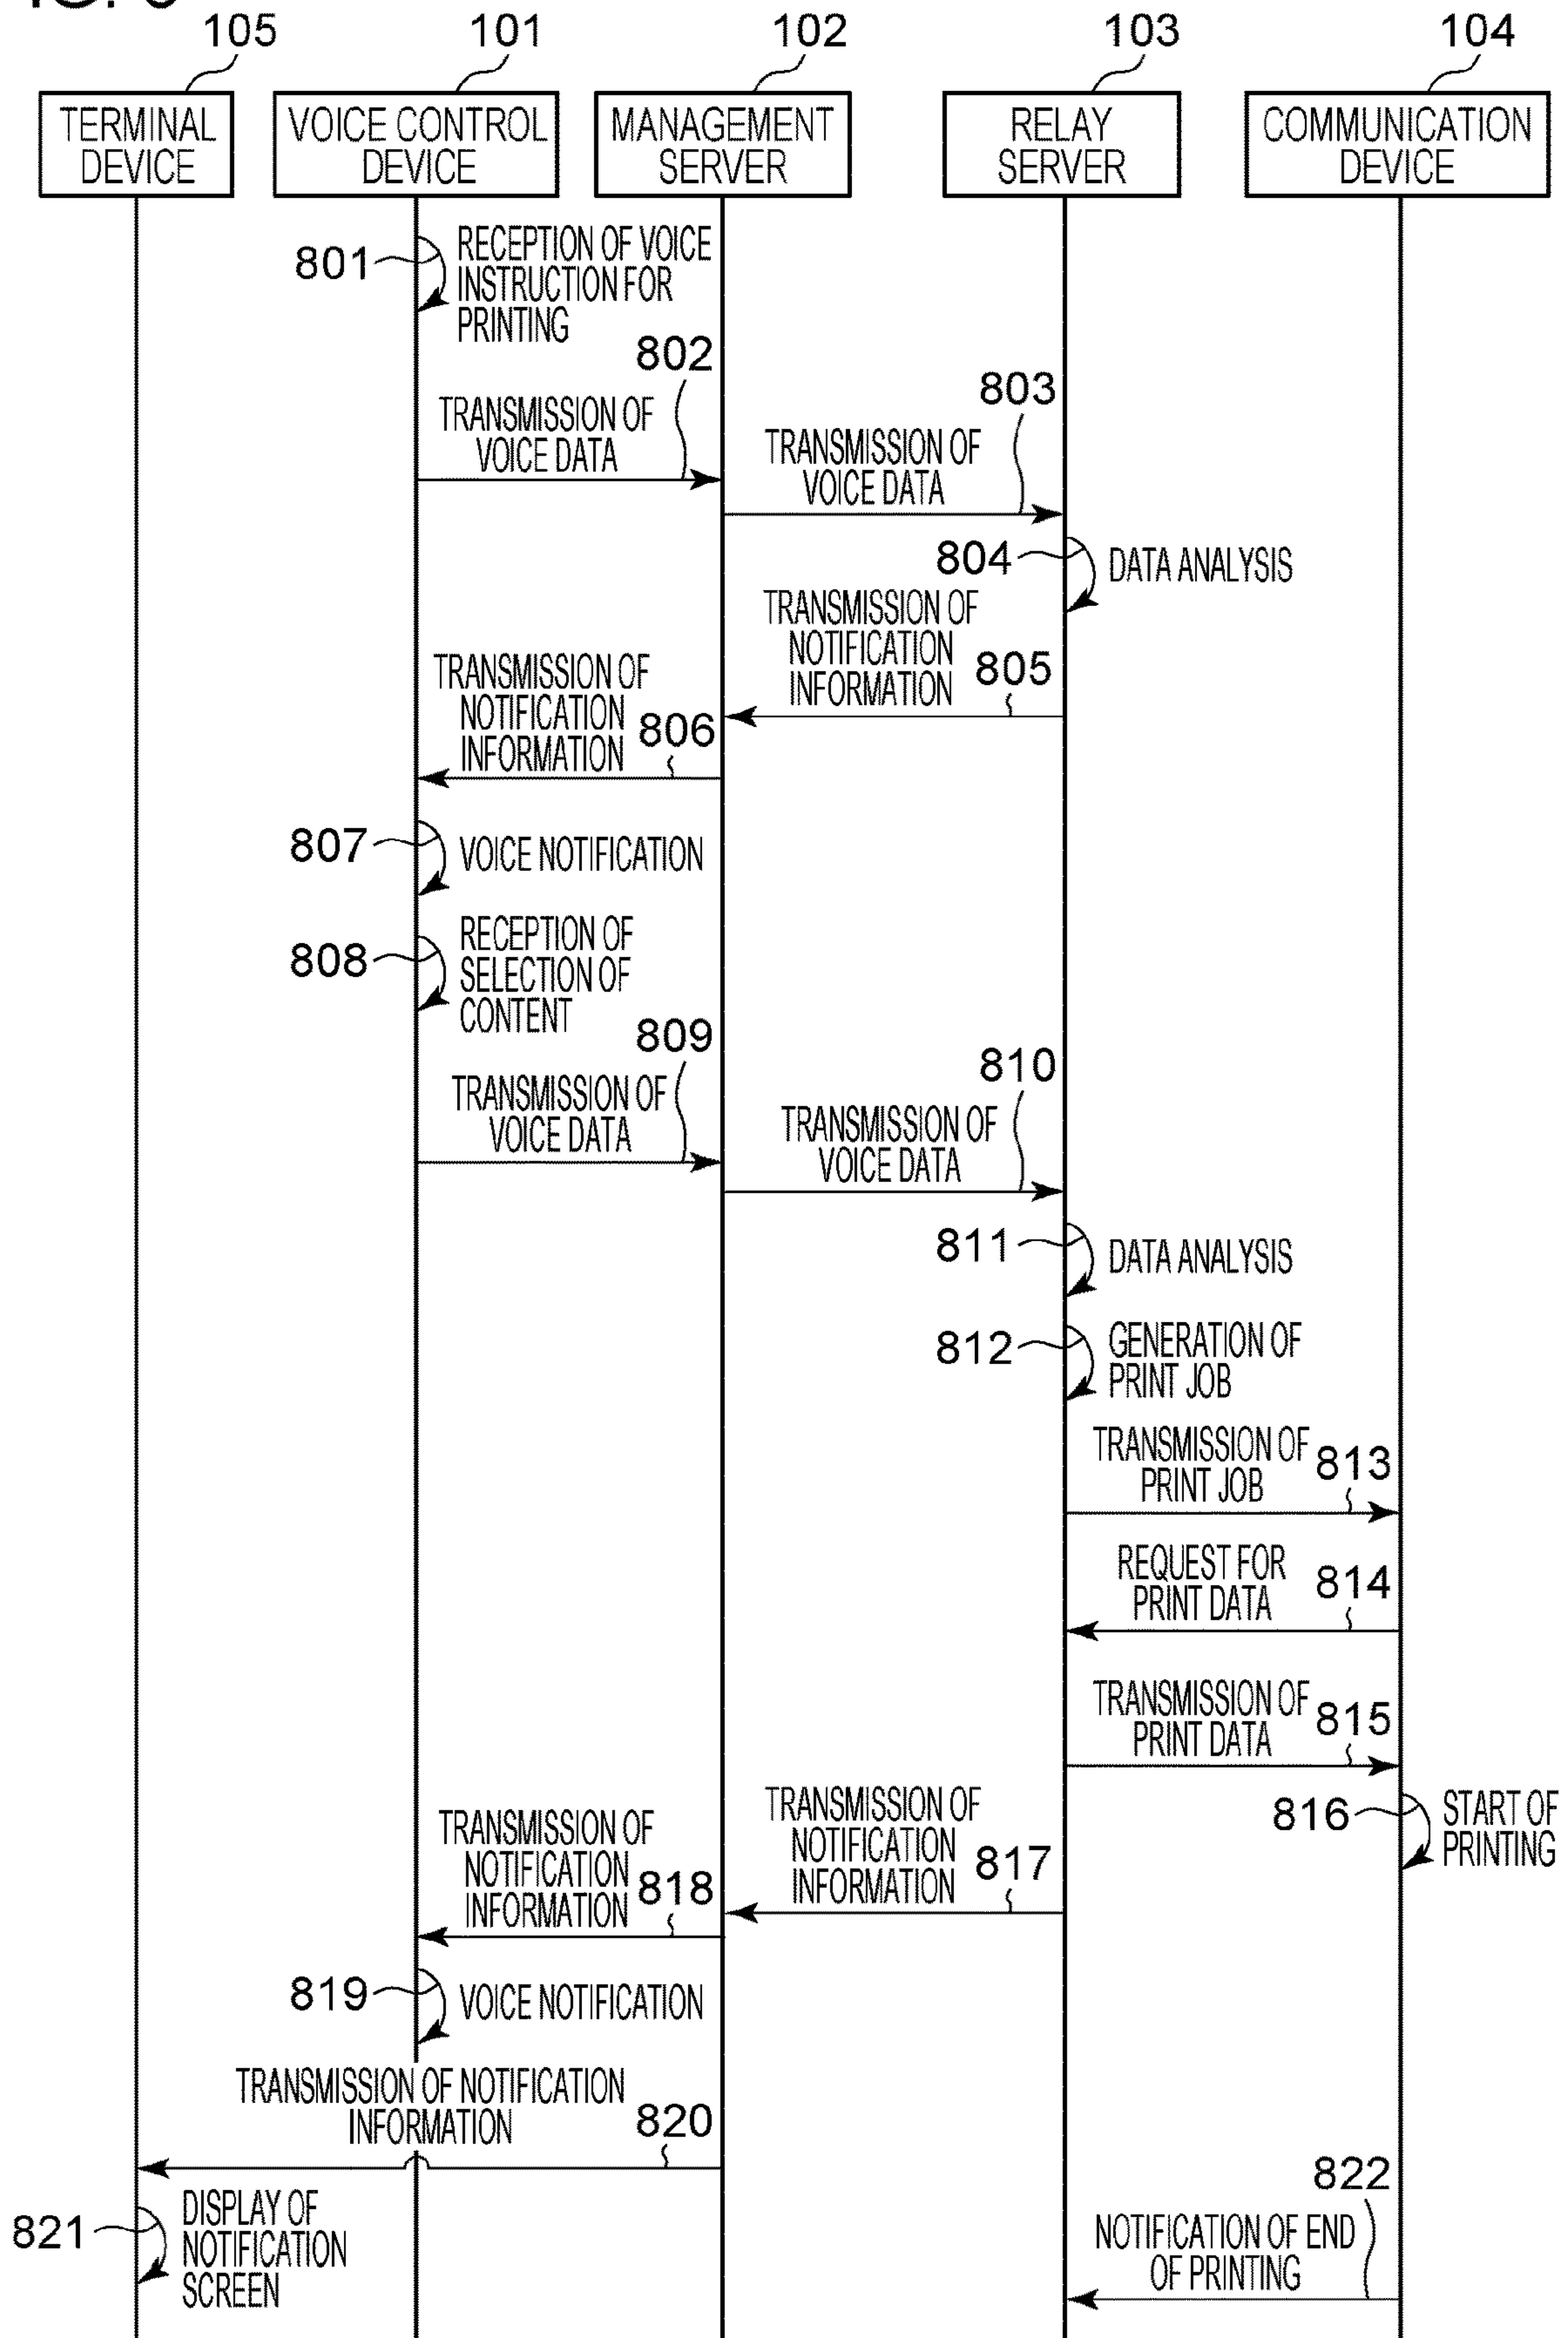 105
101
102
103
104
TERMINAL
DEVICE
VOICE CONTROL
DEVICE
MANAGEMENT
SERVER
RELAY
SERVER
COMMUNICATION
DEVICE
801
RECEPTION OF VOICE
INSTRUCTION FOR
PRINTING
802
TRANSMISSION OF
VOICE DATA
803
TRANSMISSION OF
VOICE DATA
804
DATA ANALYSIS
TRANSMISSION OF
NOTIFICATION
INFORMATION
805
TRANSMISSION OF
NOTIFICATION
INFORMATION
806
807
VOICE NOTIFICATION
808
RECEPTION OF
SELECTION OF
CONTENT
809
TRANSMISSION OF
VOICE DATA
810
TRANSMISSION OF
VOICE DATA
811
DATA ANALYSIS
812
GENERATION OF
PRINT JOB
TRANSMISSION OF
PRINT JOB
813
REQUEST FOR
PRINT DATA
814
TRANSMISSION OF
PRINT DATA
815
816
START OF
PRINTING
TRANSMISSION OF
NOTIFICATION
INFORMATION
817
TRANSMISSION OF
NOTIFICATION
INFORMATION
818
819
VOICE NOTIFICATION
TRANSMISSION OF NOTIFICATION
INFORMATION
820
821
DISPLAY OF
NOTIFICATION
SCREEN
822
NOTIFICATION OF END
OF PRINTING